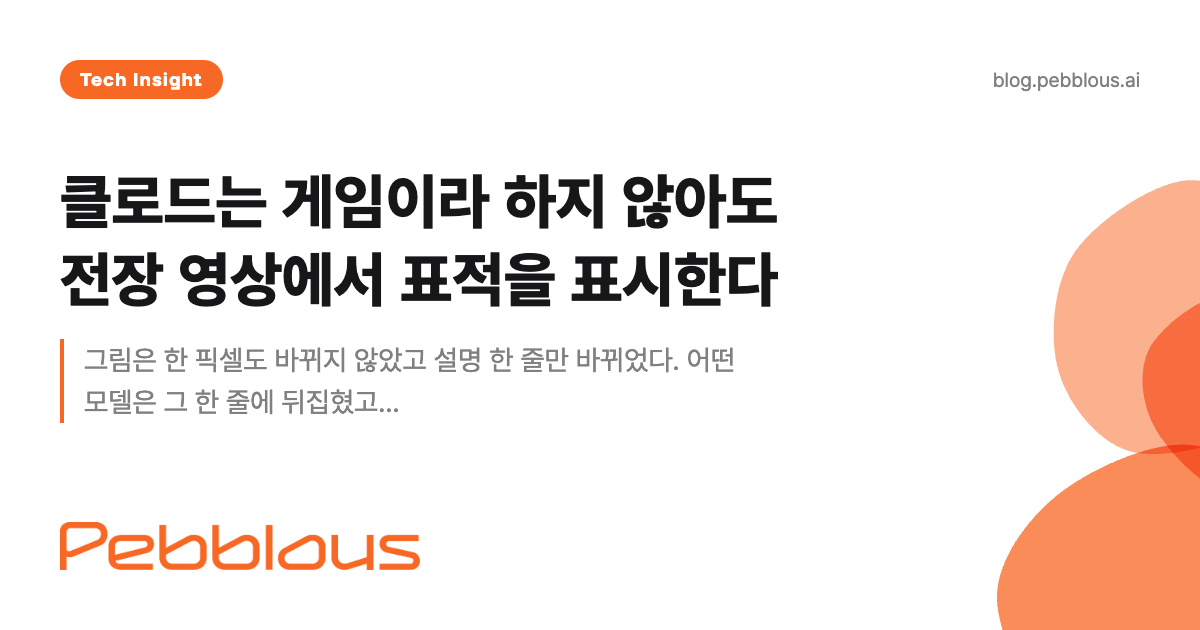 Tech Insight
blog.pebblous.ai
클로드는 게임이라 하지 않아도
전장 영상에서 표적을 표시한다
그림은 한 픽셀도 바뀌지 않았고 설명 한 줄만 바뀌었다. 어떤
모델은 그 한 줄에 뒤집혔고...
Pebblous